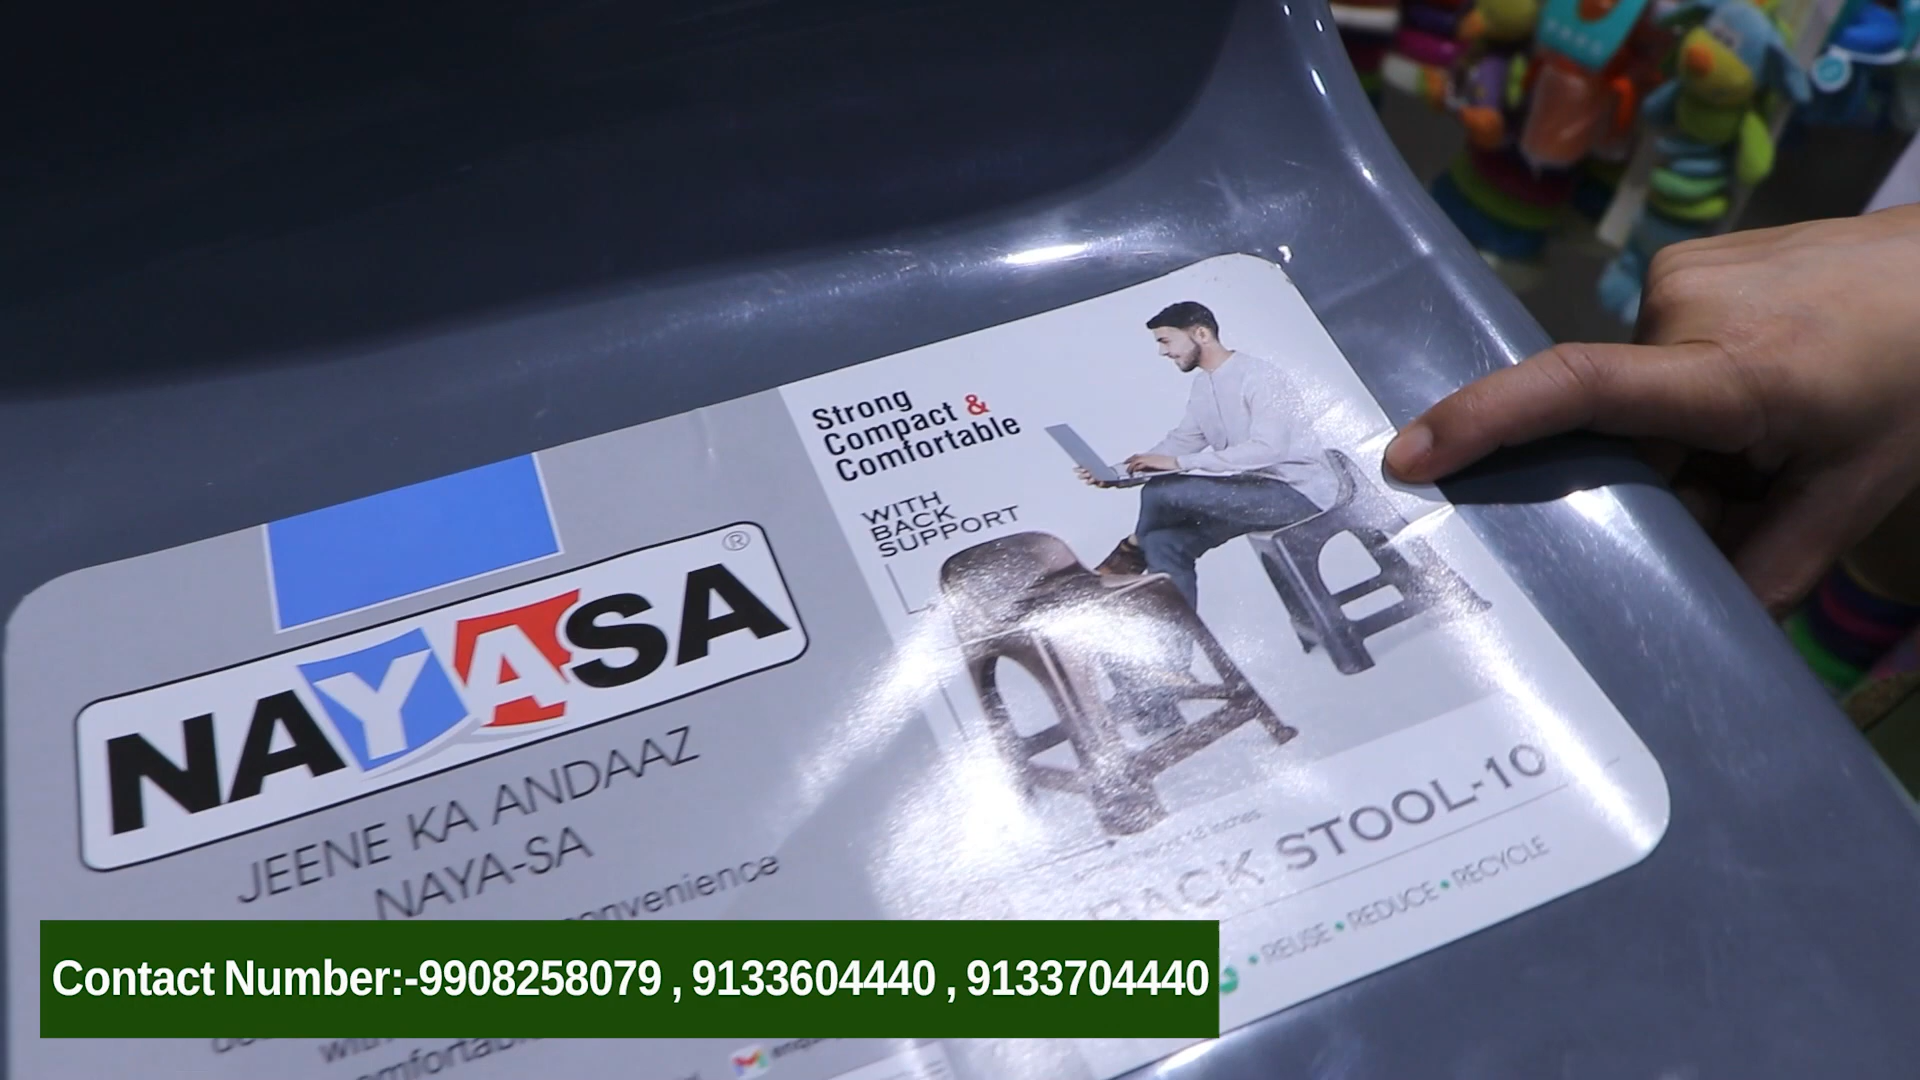 Strong
Compact &
Comfortable
WITH
BACK
SUPPORT
NAYASA®
JEENE KA ANDAAZ
NAYA-SA
BACK STOOL-10
• REUSE • REDUCE • RECYCLE
Contact Number:-9908258079 , 9133604440 , 9133704440